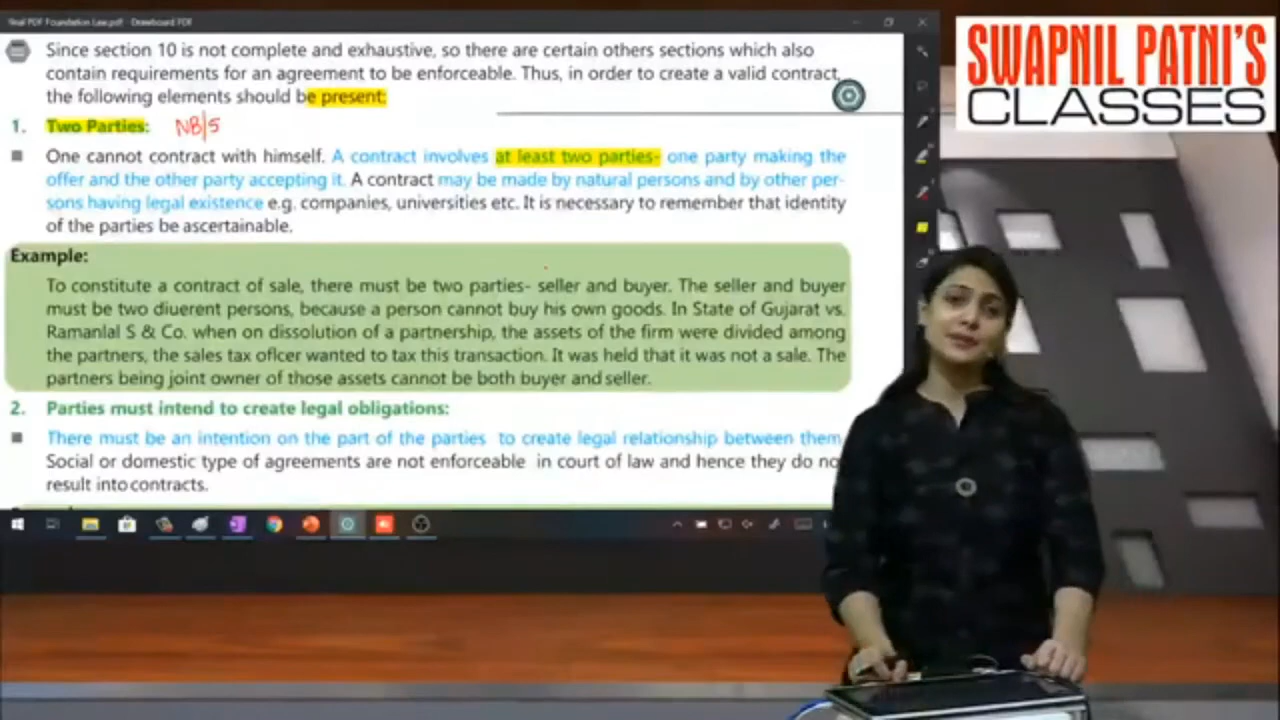 final PDF Foundation Law.pdf - Drawboard PDF
SWAPNIL PATNI'S
CLASSES
Since section 10 is not complete and exhaustive, so there are certain others sections which also
contain requirements for an agreement to be enforceable. Thus, in order to create a valid contract,
the following elements should be present:
1. Two Parties: NB/5
One cannot contract with himself. A contract involves at least two parties- one party making the
offer and the other party accepting it. A contract may be made by natural persons and by other per-
sons having legal existence e.g. companies, universities etc. It is necessary to remember that identity
of the parties be ascertainable.
Example:
To constitute a contract of sale, there must be two parties- seller and buyer. The seller and buyer
must be two diuerent persons, because a person cannot buy his own goods. In State of Gujarat vs.
Ramanlal S & Co. when on dissolution of a partnership, the assets of the firm were divided among
the partners, the sales tax oflcer wanted to tax this transaction. It was held that it was not a sale. The
partners being joint owner of those assets cannot be both buyer and seller.
2. Parties must intend to create legal obligations:
There must be an intention on the part of the parties to create legal relationship between them
Social or domestic type of agreements are not enforceable in court of law and hence they do no
result into contracts.